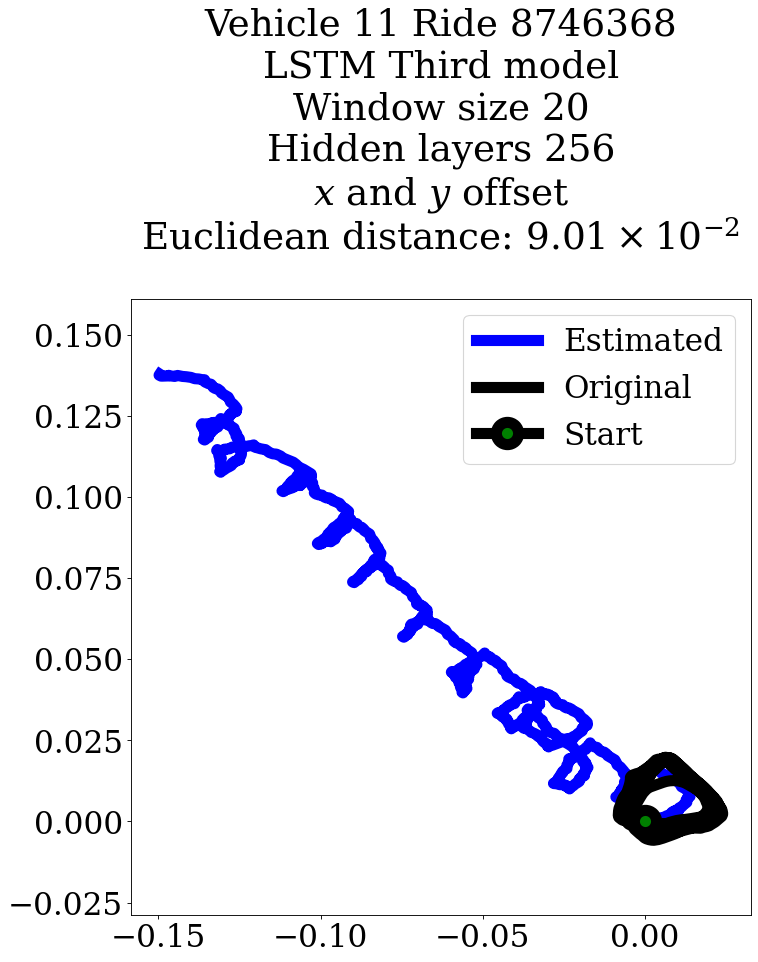 Vehicle 11 Ride 8746368
LSTM Third model
Window size 20
Hidden layers 256
x and y offset
Euclidean distance: 9.01 × 10⁻²
Estimated
Original
Start
0.150
0.125
0.100
0.075
0.050
0.025
0.000
−0.025
−0.15 −0.10 −0.05 0.00